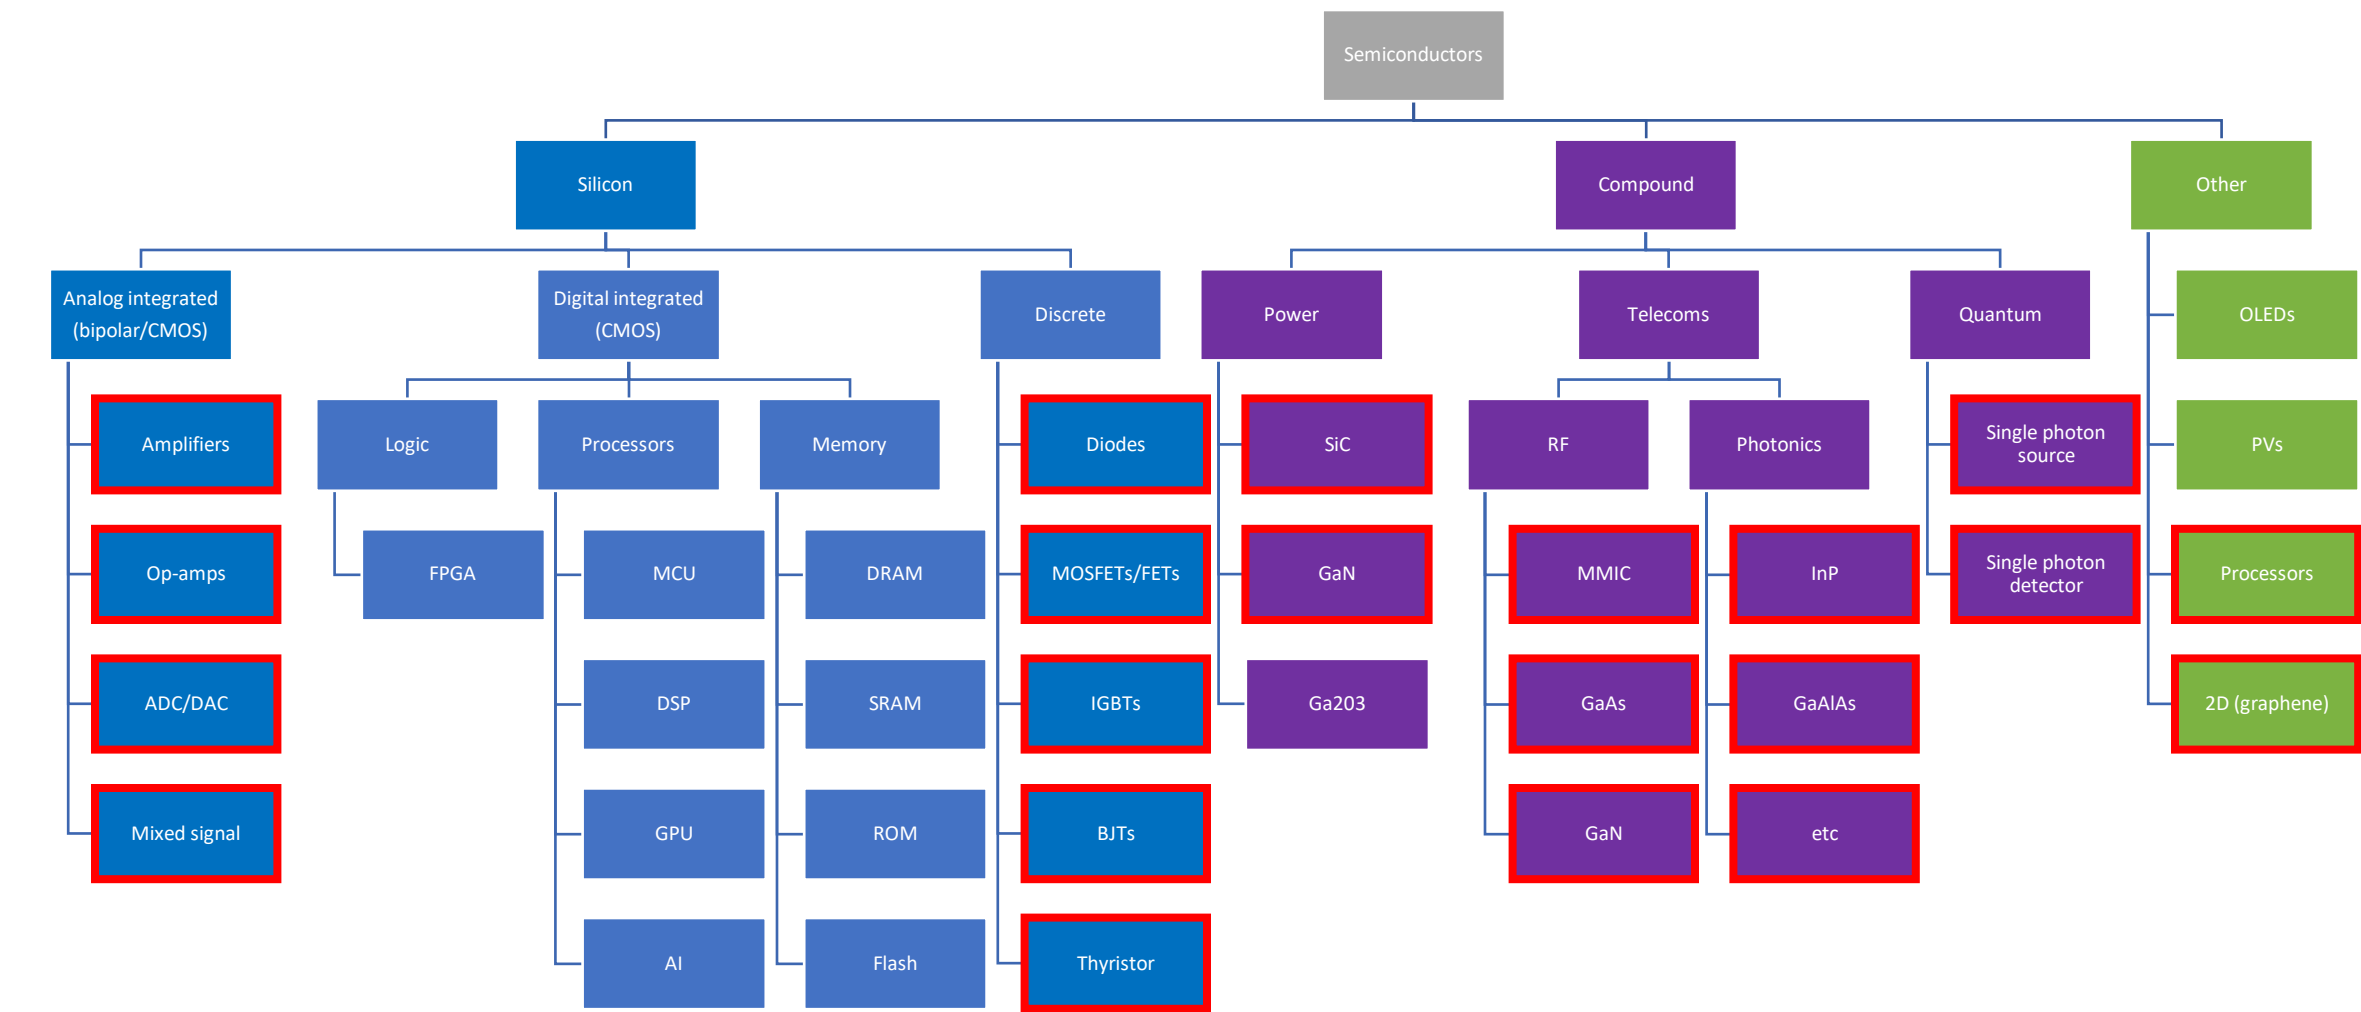 Semiconductors
Silicon
Compound
Other
Analog integrated
(bipolar/CMOS)
Digital integrated
(CMOS)
Discrete
Power
Telecoms
Quantum
OLEDs
Amplifiers
Logic
Processors
Memory
Diodes
SiC
RF
Photonics
Single photon
source
PVs
Op-amps
FPGA
MCU
DRAM
MOSFETs/FETs
GaN
MMIC
InP
Single photon
detector
Processors
ADC/DAC
DSP
SRAM
IGBTs
Ga203
GaAs
GaAlAs
2D (graphene)
Mixed signal
GPU
ROM
BJTs
GaN
etc
AI
Flash
Thyristor